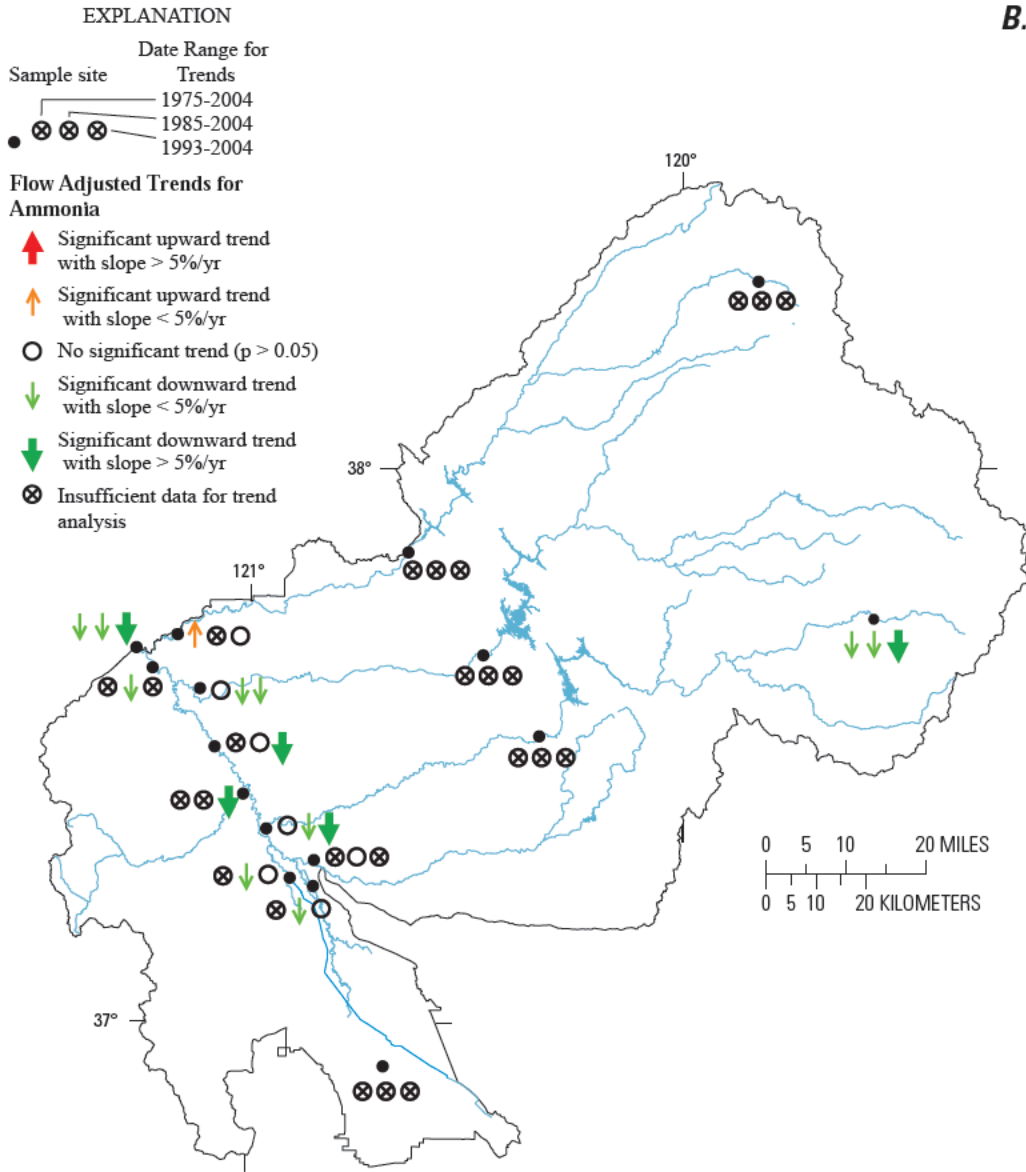 EXPLANATION
B.
Date Range for
Sample site Trends
1975-2004
1985-2004
1993-2004
Flow Adjusted Trends for
Ammonia
Significant upward trend
with slope > 5%/yr
Significant upward trend
with slope < 5%/yr
No significant trend (p > 0.05)
Significant downward trend
with slope < 5%/yr
Significant downward trend
with slope > 5%/yr
Insufficient data for trend
analysis
120°
38°
121°
37°
0 5 10 20 MILES
0 5 10 20 KILOMETERS